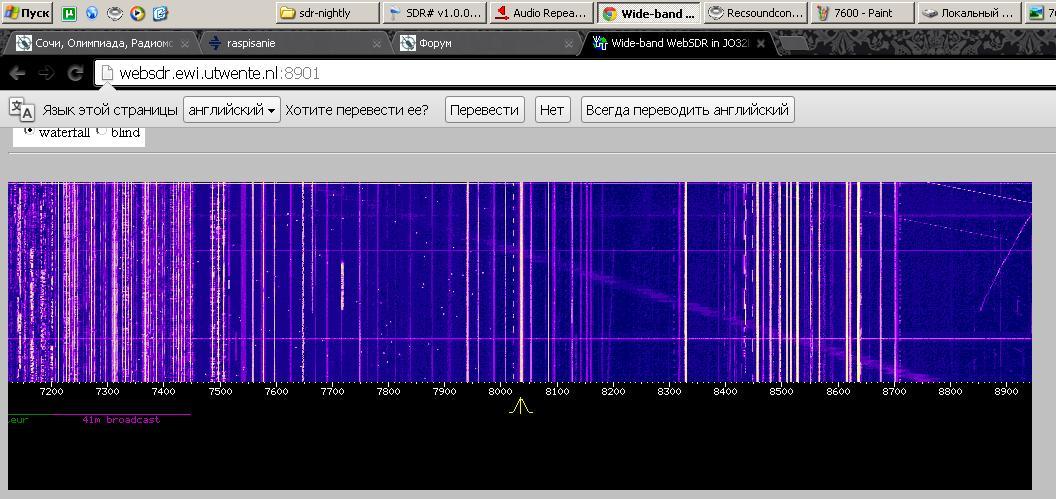 Пуск sdr-nightly SDR# v1.0.0... Audio Repea... Wide-band ... Recsoundcon... 7600 - Paint Локальный ...
Сочи, Олимпиада, Радиомо raspisanie Форум Wide-band WebSDR in JO32
websdr.ewi.utwente.nl:8901
Язык этой страницы английский Хотите перевести ее? Перевести Нет Всегда переводить английский
waterfall blind
7200 7300 7400 7500 7600 7700 7800 7900 8000 8100 8200 8300 8400 8500 8600 8700 8800 8900
eur 41m broadcast